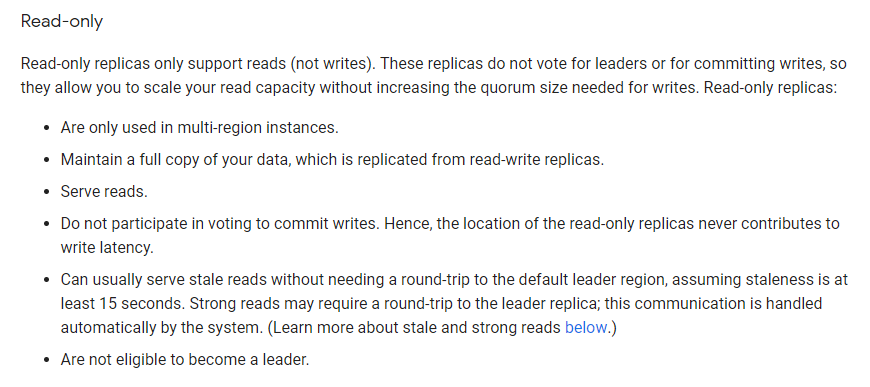 Read-only
Read-only replicas only support reads (not writes). These replicas do not vote for leaders or for committing writes, so
they allow you to scale your read capacity without increasing the quorum size needed for writes. Read-only replicas:
• Are only used in multi-region instances.
• Maintain a full copy of your data, which is replicated from read-write replicas.
• Serve reads.
• Do not participate in voting to commit writes. Hence, the location of the read-only replicas never contributes to
write latency.
• Can usually serve stale reads without needing a round-trip to the default leader region, assuming staleness is at
least 15 seconds. Strong reads may require a round-trip to the leader replica; this communication is handled
automatically by the system. (Learn more about stale and strong reads below.)
• Are not eligible to become a leader.